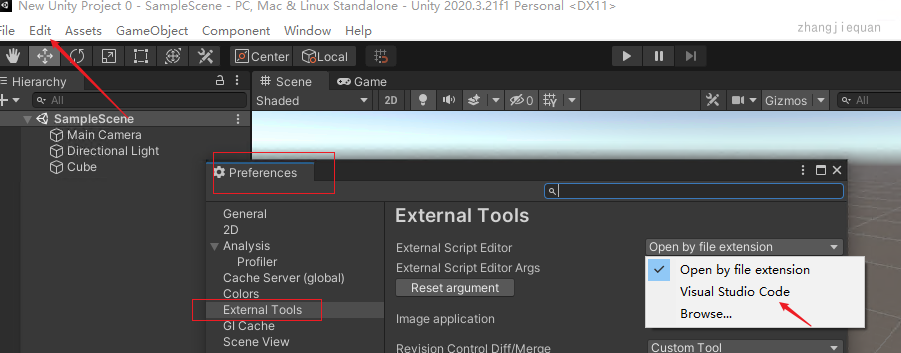 New Unity Project 0 - SampleScene - PC, Mac & Linux Standalone - Unity 2020.3.21f1 Personal <DX11>
File Edit Assets GameObject Component Window Help zhangjiequan
Center Local
Hierarchy Scene Game
All Shaded 2D 0 Gizmos All
SampleScene
Main Camera
Directional Light
Cube
Preferences
General
2D
Analysis
Profiler
Cache Server (global)
Colors
External Tools
GI Cache
Scene View
External Tools
External Script Editor Open by file extension
External Script Editor Args
Reset argument
Image application
Revision Control Diff/Merge Custom Tool
Open by file extension
Visual Studio Code
Browse...